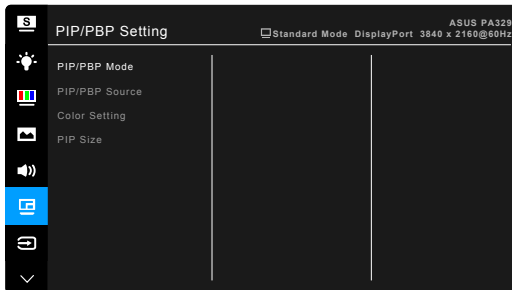 S
ASUS PA329
PIP/PBP Setting
Standard Mode DisplayPort 3840 x 2160@60Hz
PIP/PBP Mode
PIP/PBP Source
Color Setting
PIP Size